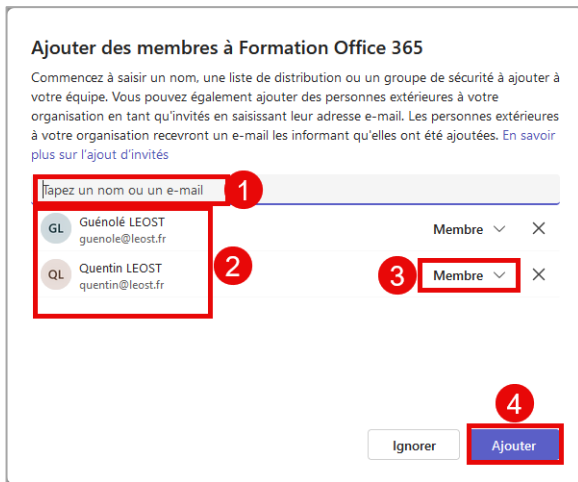 Ajouter des membres à Formation Office 365
Commencez à saisir un nom, une liste de distribution ou un groupe de sécurité à ajouter à
votre équipe. Vous pouvez également ajouter des personnes extérieures à votre
organisation en tant qu'invités en saisissant leur adresse e-mail. Les personnes extérieures
à votre organisation recevront un e-mail les informant qu'elles ont été ajoutées. En savoir
plus sur l'ajout d'invités
Tapez un nom ou un e-mail 1
GL Guénolé LEOST Membre
guenole@leost.fr
2
QL Quentin LEOST 3 Membre
quentin@leost.fr
4
Ignorer Ajouter